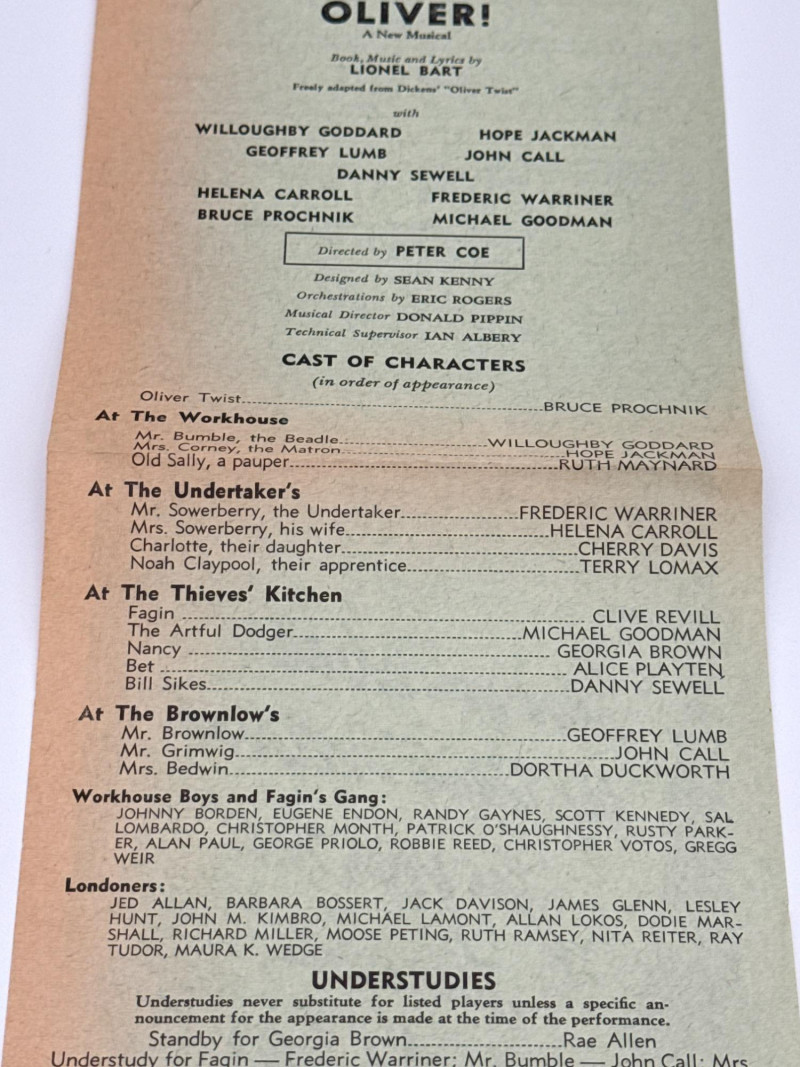 OLIVER!
A New Musical
Book, Music and Lyrics by
LIONEL BART
Freely adapted from Dickens' "Oliver Twist"
with
WILLOUGHBY GODDARD HOPE JACKMAN
GEOFFREY LUMB JOHN CALL
DANNY SEWELL
HELENA CARROLL FREDERIC WARRINER
BRUCE PROCHNIK MICHAEL GOODMAN
Directed by PETER COE
Designed by SEAN KENNY
Orchestrations by ERIC ROGERS
Musical Director DONALD PIPPIN
Technical Supervisor IAN ALBERY
CAST OF CHARACTERS
(in order of appearance)
Oliver Twist........BRUCE PROCHNIK
At The Workhouse
Mr. Bumble, the Beadle........WILLOUGHBY GODDARD
Mrs. Corney, the Matron........HOPE JACKMAN
Old Sally, a pauper........RUTH MAYNARD
At The Undertaker's
Mr. Sowerberry, the Undertaker........FREDERIC WARRINER
Mrs. Sowerberry, his wife........HELENA CARROLL
Charlotte, their daughter........CHERRY DAVIS
Noah Claypool, their apprentice........TERRY LOMAX
At The Thieves' Kitchen
Fagin ........ CLIVE REVILL
The Artful Dodger........MICHAEL GOODMAN
Nancy ........ GEORGIA BROWN
Bet ........ ALICE PLAYTEN
Bill Sikes........DANNY SEWELL
At The Brownlow's
Mr. Brownlow........GEOFFREY LUMB
Mr. Grimwig........JOHN CALL
Mrs. Bedwin........DORTHA DUCKWORTH
Workhouse Boys and Fagin's Gang:
JOHNNY BORDEN, EUGENE ENDON, RANDY GAYNES, SCOTT KENNEDY, SAL
LOMBARDO, CHRISTOPHER MONTH, PATRICK O'SHAUGHNESSY, RUSTY PARK-
ER, ALAN PAUL, GEORGE PRIOLO, ROBBIE REED, CHRISTOPHER VOTOS, GREGG
WEIR
Londoners:
JED ALLAN, BARBARA BOSSERT, JACK DAVISON, JAMES GLENN, LESLEY
HUNT, JOHN M. KIMBRO, MICHAEL LAMONT, ALLAN LOKOS, DODIE MAR-
SHALL, RICHARD MILLER, MOOSE PETING, RUTH RAMSEY, NITA REITER, RAY
TUDOR, MAURA K. WEDGE
UNDERSTUDIES
Understudies never substitute for listed players unless a specific an-
nouncement for the appearance is made at the time of the performance.
Standby for Georgia Brown........Rae Allen
Understudy for Fagin — Frederic Warriner; Mr. Bumble — John Call; Mrs